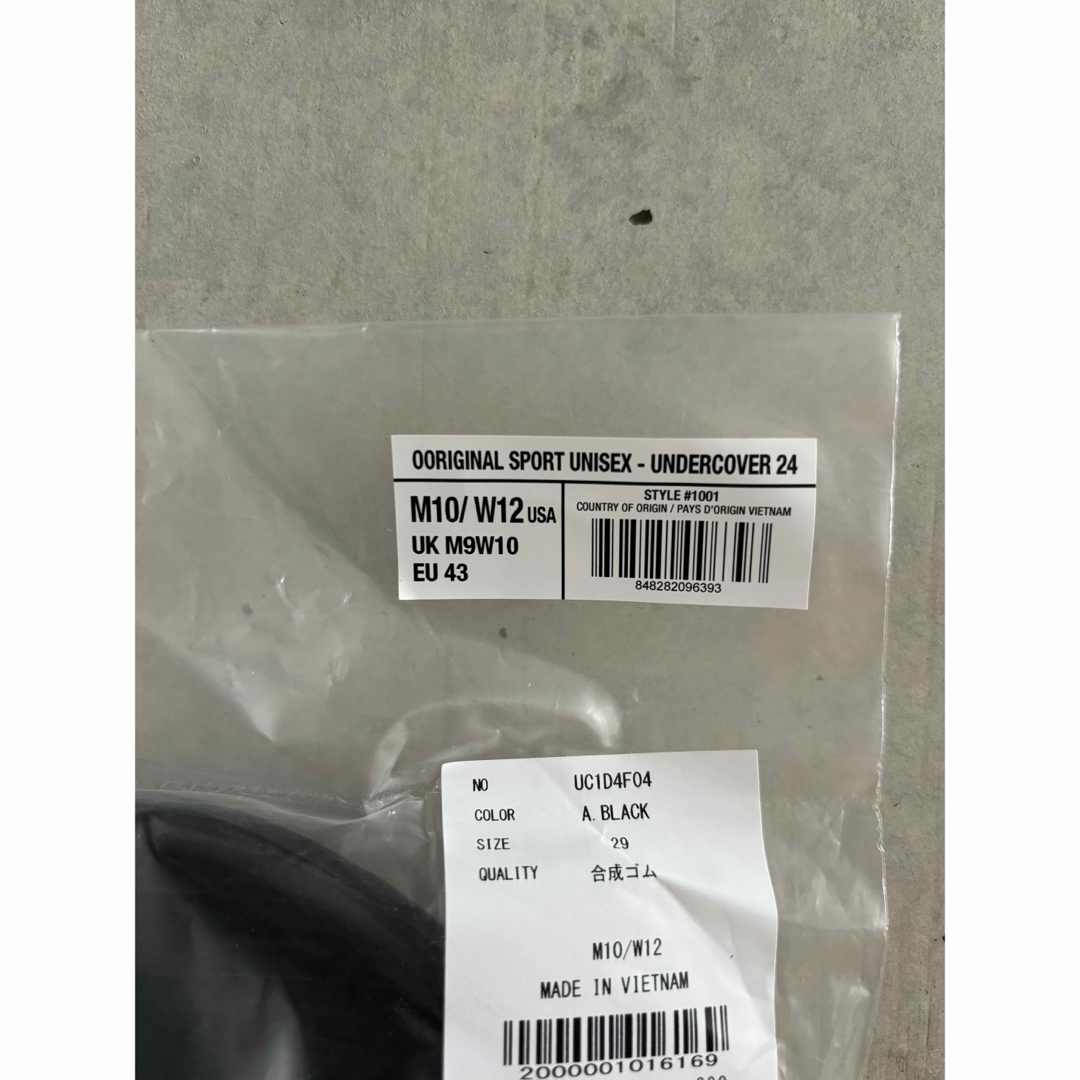 OORIGINAL SPORT UNISEX - UNDERCOVER 24
M10/ W12 USA
UK M9W10
EU 43
STYLE #1001
COUNTRY OF ORIGIN / PAYS D'ORIGIN VIETNAM
848282096393
NO UC1D4F04
COLOR A.BLACK
SIZE 29
QUALITY 合成ゴム
M10/W12
MADE IN VIETNAM
2000001016169